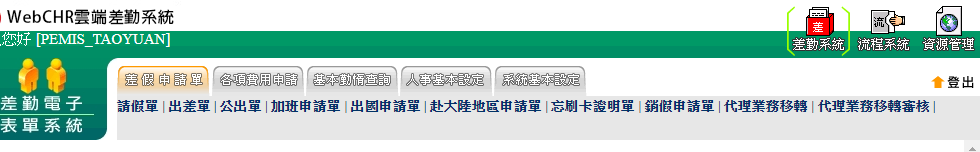 WebCHR雲端差勤系統
您好 [PEMIS_TAOYUAN]
差
流
差勤系統 流程系統 資源管理
差勤電子
表單系統
差 假 申 請 單 各項費用申請 基本勤惰查詢 人事基本設定 系統基本設定
登出
請假單 | 出差單 | 公出單 | 加班申請單 | 出國申請單 | 赴大陸地區申請單 | 忘刷卡證明單 | 銷假申請單 | 代理業務移轉 | 代理業務移轉審核 |